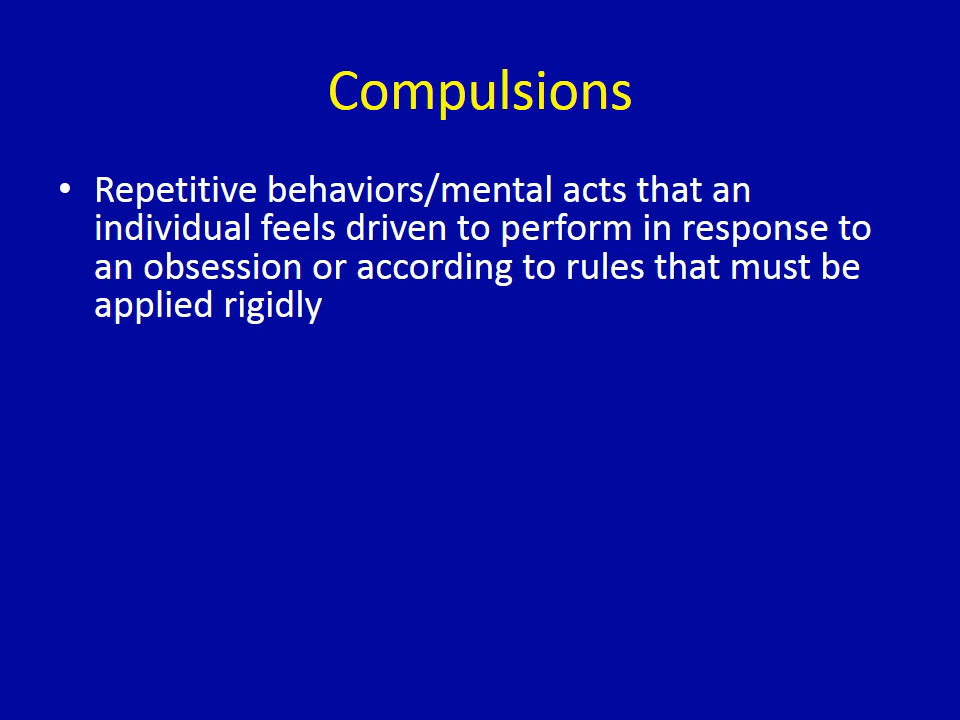 Compulsions
• Repetitive behaviors/mental acts that an
individual feels driven to perform in response to
an obsession or according to rules that must be
applied rigidly